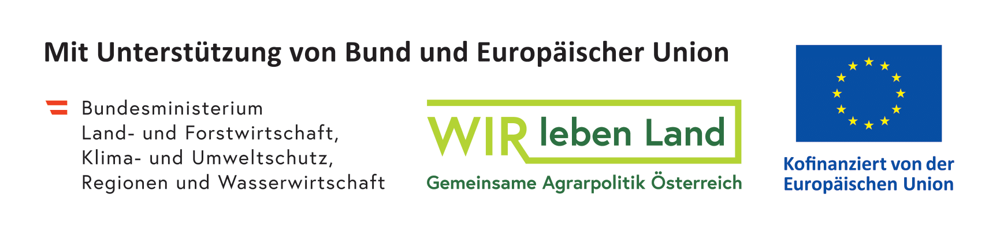 Mit Unterstützung von Bund und Europäischer Union
Bundesministerium
Land- und Forstwirtschaft,
Klima- und Umweltschutz,
Regionen und Wasserwirtschaft
WIR leben Land
Gemeinsame Agrarpolitik Österreich
Kofinanziert von der
Europäischen Union